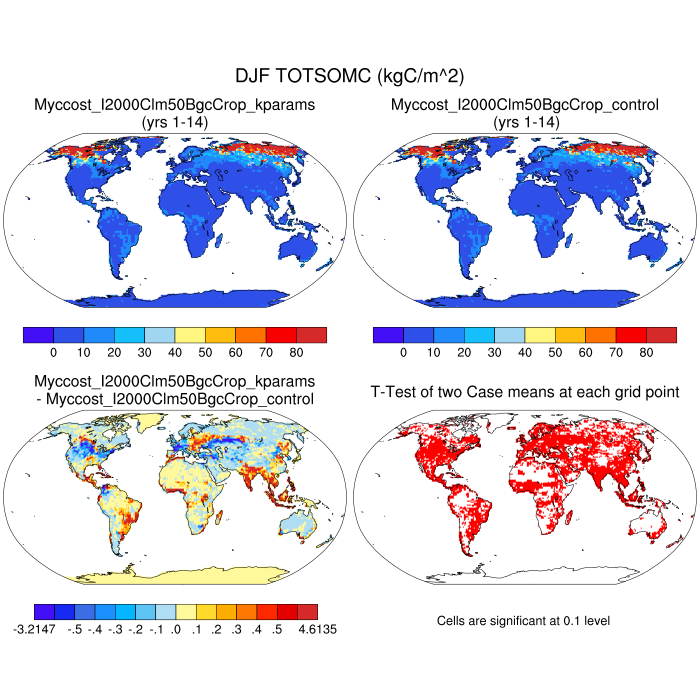 DJF TOTSOMC (kgC/m^2)
Myccost_I2000Clm50BgcCrop_kparams
(yrs 1-14)
Myccost_I2000Clm50BgcCrop_control
(yrs 1-14)
0 10 20 30 40 50 60 70 80
0 10 20 30 40 50 60 70 80
Myccost_I2000Clm50BgcCrop_kparams
- Myccost_I2000Clm50BgcCrop_control
T-Test of two Case means at each grid point
-3.2147 -.5 -.4 -.3 -.2 -.1 .0 .1 .2 .3 .4 .5 4.6135
Cells are significant at 0.1 level